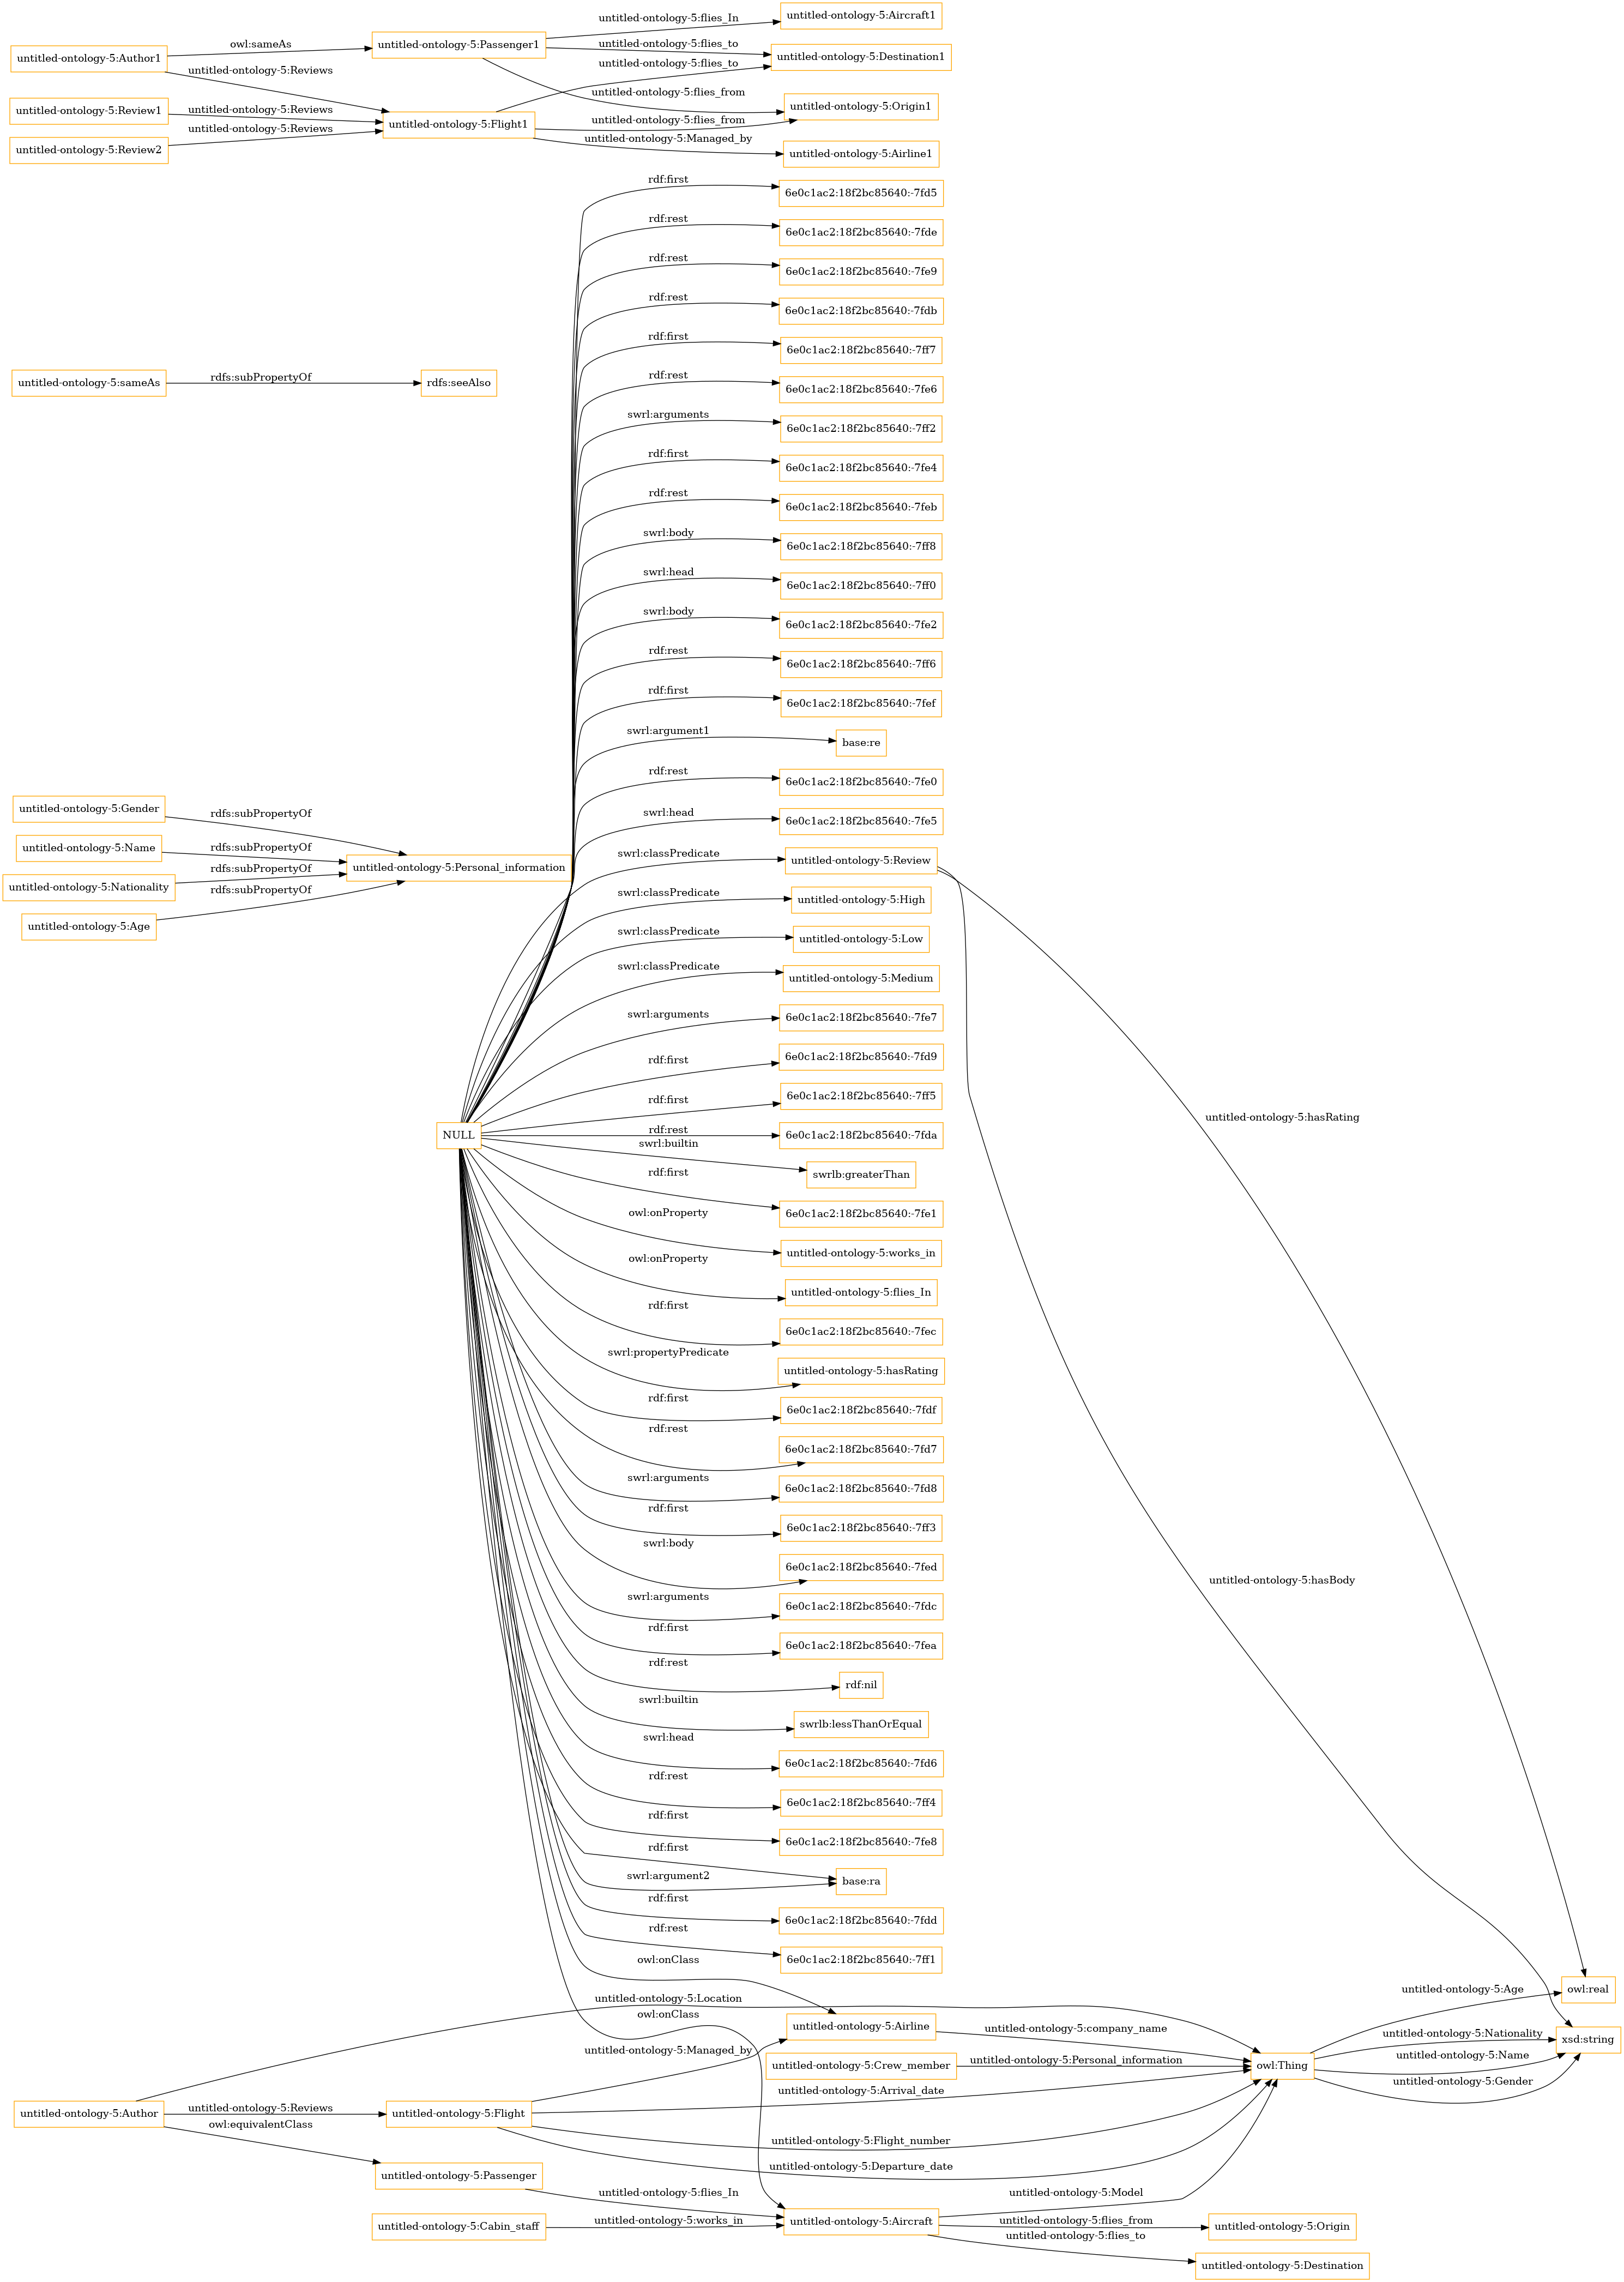 untitled-ontology-5:Aircraft1
untitled-ontology-5:flies_In
owl:sameAs
untitled-ontology-5:Passenger1
untitled-ontology-5:flies_to
untitled-ontology-5:Author1
untitled-ontology-5:Destination1
untitled-ontology-5:flies_to
untitled-ontology-5:Reviews
untitled-ontology-5:flies_from
untitled-ontology-5:Origin1
untitled-ontology-5:Review1
untitled-ontology-5:Reviews
untitled-ontology-5:flies_from
untitled-ontology-5:Flight1
untitled-ontology-5:Reviews
untitled-ontology-5:Managed_by
untitled-ontology-5:Review2
untitled-ontology-5:Airline1
rdf:first
6e0c1ac2:18f2bc85640:-7fd5
rdf:rest
6e0c1ac2:18f2bc85640:-7fde
rdf:rest
6e0c1ac2:18f2bc85640:-7fe9
rdf:rest
6e0c1ac2:18f2bc85640:-7fdb
rdf:first
6e0c1ac2:18f2bc85640:-7ff7
untitled-ontology-5:sameAs
rdfs:subPropertyOf
rdfs:seeAlso
rdf:rest
6e0c1ac2:18f2bc85640:-7fe6
swrl:arguments
6e0c1ac2:18f2bc85640:-7ff2
rdf:first
6e0c1ac2:18f2bc85640:-7fe4
rdf:rest
6e0c1ac2:18f2bc85640:-7feb
swrl:body
6e0c1ac2:18f2bc85640:-7ff8
swrl:head
6e0c1ac2:18f2bc85640:-7ff0
swrl:body
6e0c1ac2:18f2bc85640:-7fe2
rdf:rest
6e0c1ac2:18f2bc85640:-7ff6
rdf:first
6e0c1ac2:18f2bc85640:-7fef
swrl:argument1
base:re
rdf:rest
6e0c1ac2:18f2bc85640:-7fe0
untitled-ontology-5:Gender
rdfs:subPropertyOf
swrl:head
6e0c1ac2:18f2bc85640:-7fe5
untitled-ontology-5:Name
rdfs:subPropertyOf
swrl:classPredicate
untitled-ontology-5:Review
untitled-ontology-5:Personal_information
rdfs:subPropertyOf
untitled-ontology-5:Nationality
rdfs:subPropertyOf
swrl:classPredicate
untitled-ontology-5:High
untitled-ontology-5:Age
swrl:classPredicate
untitled-ontology-5:Low
swrl:classPredicate
untitled-ontology-5:Medium
swrl:arguments
6e0c1ac2:18f2bc85640:-7fe7
rdf:first
6e0c1ac2:18f2bc85640:-7fd9
rdf:first
6e0c1ac2:18f2bc85640:-7ff5
untitled-ontology-5:hasRating
NULL
rdf:rest
6e0c1ac2:18f2bc85640:-7fda
swrl:builtin
swrlb:greaterThan
rdf:first
6e0c1ac2:18f2bc85640:-7fe1
owl:onProperty
untitled-ontology-5:works_in
owl:onProperty
untitled-ontology-5:flies_In
rdf:first
6e0c1ac2:18f2bc85640:-7fec
swrl:propertyPredicate
untitled-ontology-5:hasRating
rdf:first
6e0c1ac2:18f2bc85640:-7fdf
rdf:rest
6e0c1ac2:18f2bc85640:-7fd7
swrl:arguments
6e0c1ac2:18f2bc85640:-7fd8
rdf:first
6e0c1ac2:18f2bc85640:-7ff3
swrl:body
6e0c1ac2:18f2bc85640:-7fed
untitled-ontology-5:hasBody
swrl:arguments
6e0c1ac2:18f2bc85640:-7fdc
rdf:first
6e0c1ac2:18f2bc85640:-7fea
rdf:rest
rdf:nil
swrl:builtin
swrlb:lessThanOrEqual
swrl:head
6e0c1ac2:18f2bc85640:-7fd6
rdf:rest
6e0c1ac2:18f2bc85640:-7ff4
rdf:first
6e0c1ac2:18f2bc85640:-7fe8
rdf:first
swrl:argument2
base:ra
rdf:first
6e0c1ac2:18f2bc85640:-7fdd
rdf:rest
6e0c1ac2:18f2bc85640:-7ff1
owl:onClass
untitled-ontology-5:Age
owl:real
untitled-ontology-5:Location
owl:onClass
untitled-ontology-5:Airline
untitled-ontology-5:company_name
untitled-ontology-5:Nationality
xsd:string
untitled-ontology-5:Managed_by
untitled-ontology-5:Crew_member
untitled-ontology-5:Personal_information
owl:Thing
untitled-ontology-5:Name
untitled-ontology-5:Gender
untitled-ontology-5:Arrival_date
untitled-ontology-5:Author
untitled-ontology-5:Reviews
untitled-ontology-5:Flight
owl:equivalentClass
untitled-ontology-5:Flight_number
untitled-ontology-5:Departure_date
untitled-ontology-5:Passenger
untitled-ontology-5:flies_In
untitled-ontology-5:Model
untitled-ontology-5:Cabin_staff
untitled-ontology-5:works_in
untitled-ontology-5:Aircraft
untitled-ontology-5:flies_from
untitled-ontology-5:Origin
untitled-ontology-5:flies_to
untitled-ontology-5:Destination